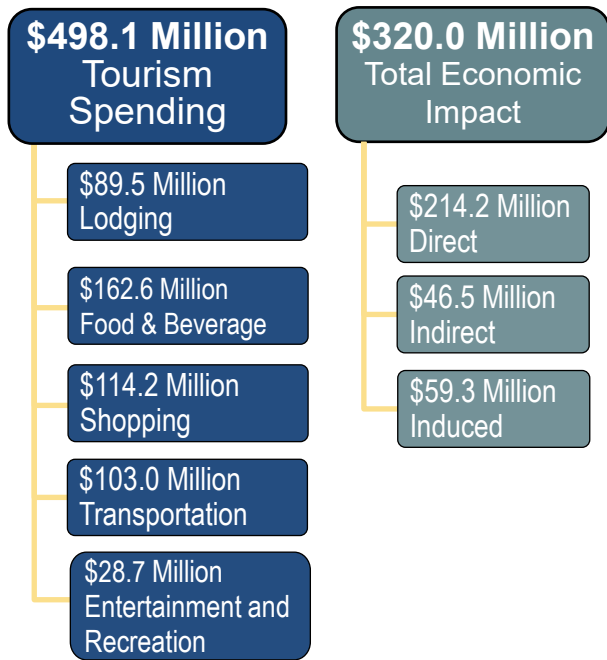 $498.1 Million
Tourism
Spending
$89.5 Million
Lodging
$162.6 Million
Food & Beverage
$114.2 Million
Shopping
$103.0 Million
Transportation
$28.7 Million
Entertainment and
Recreation
$320.0 Million
Total Economic
Impact
$214.2 Million
Direct
$46.5 Million
Indirect
$59.3 Million
Induced